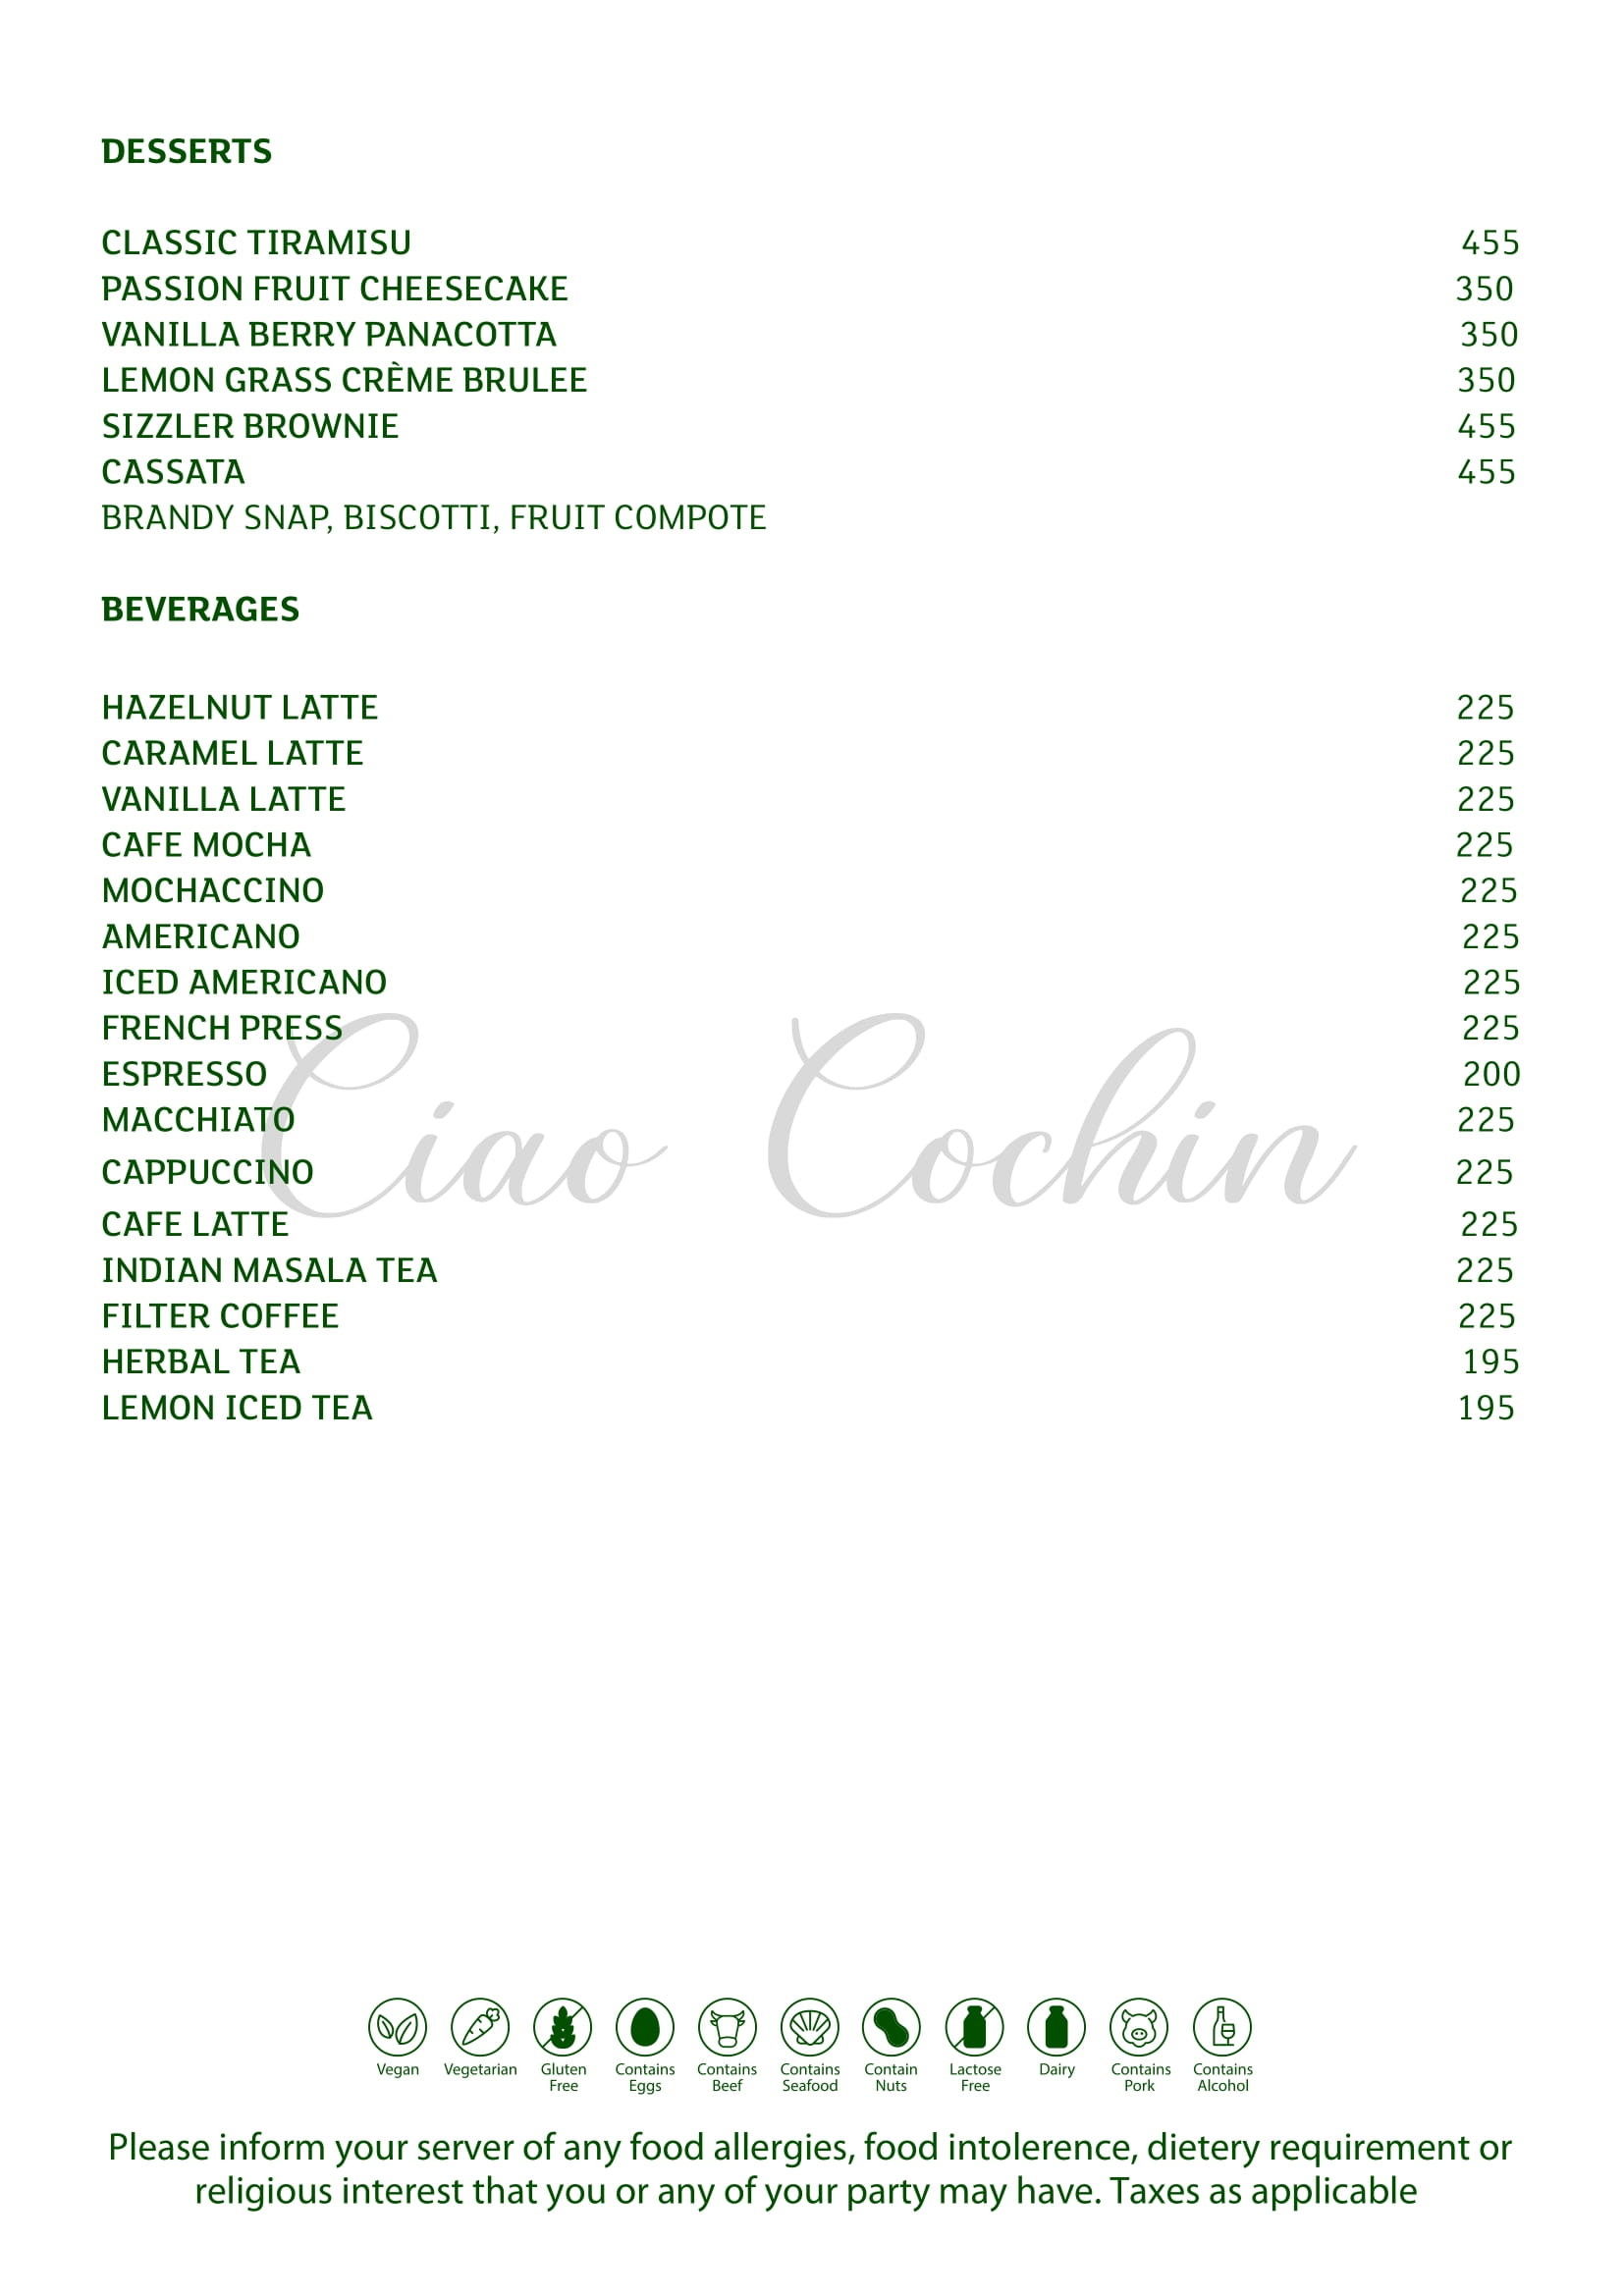 DESSERTS
CLASSIC TIRAMISU 455
PASSION FRUIT CHEESECAKE 350
VANILLA BERRY PANACOTTA 350
LEMON GRASS CRÈME BRULEE 350
SIZZLER BROWNIE 455
CASSATA 455
BRANDY SNAP, BISCOTTI, FRUIT COMPOTE
BEVERAGES
HAZELNUT LATTE 225
CARAMEL LATTE 225
VANILLA LATTE 225
CAFE MOCHA 225
MOCHACCINO 225
AMERICANO 225
ICED AMERICANO 225
FRENCH PRESS 225
ESPRESSO 200
MACCHIATO 225
CAPPUCCINO 225
CAFE LATTE 225
INDIAN MASALA TEA 225
FILTER COFFEE 225
HERBAL TEA 195
LEMON ICED TEA 195
Ciao Cochin
Vegan
Vegetarian
Gluten
Free
Contains
Eggs
Contains
Beef
Contains
Seafood
Contain
Nuts
Lactose
Free
Dairy
Contains
Pork
Contains
Alcohol
Please inform your server of any food allergies, food intolerence, dietery requirement or
religious interest that you or any of your party may have. Taxes as applicable